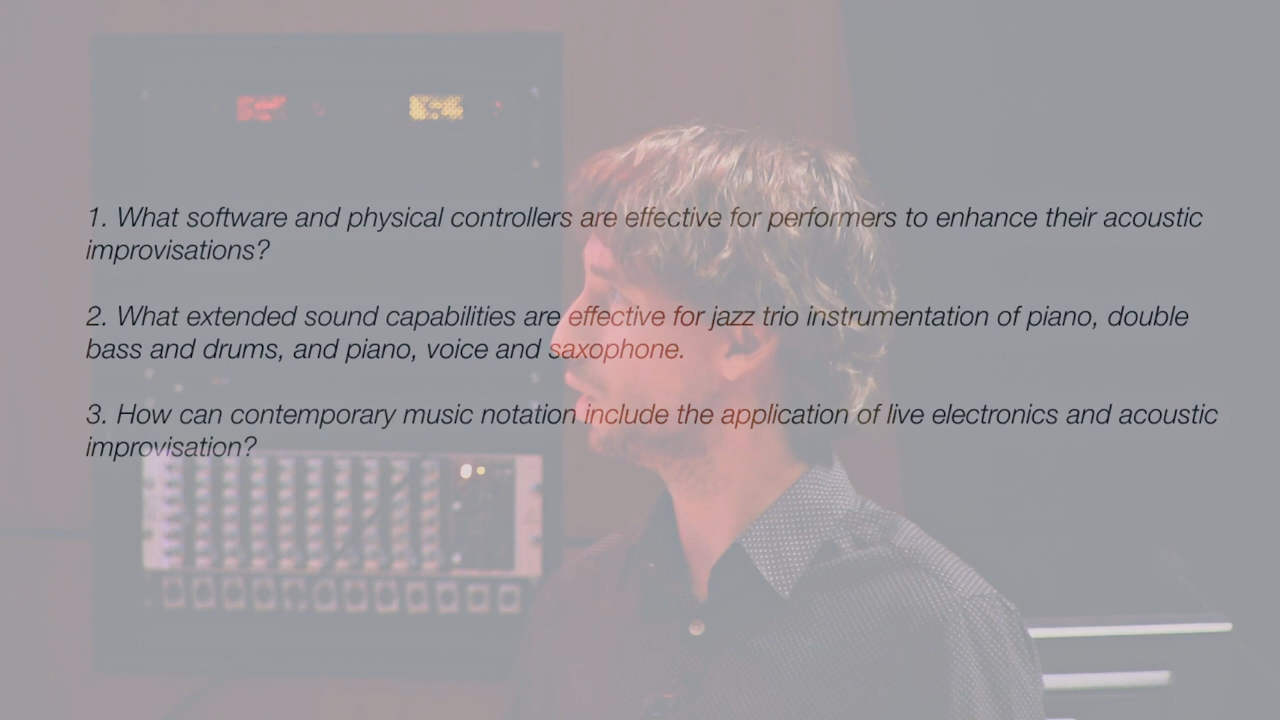 1. What software and physical controllers are effective for performers to enhance their acoustic
improvisations?
2. What extended sound capabilities are effective for jazz trio instrumentation of piano, double
bass and drums, and piano, voice and saxophone.
3. How can contemporary music notation include the application of live electronics and acoustic
improvisation?